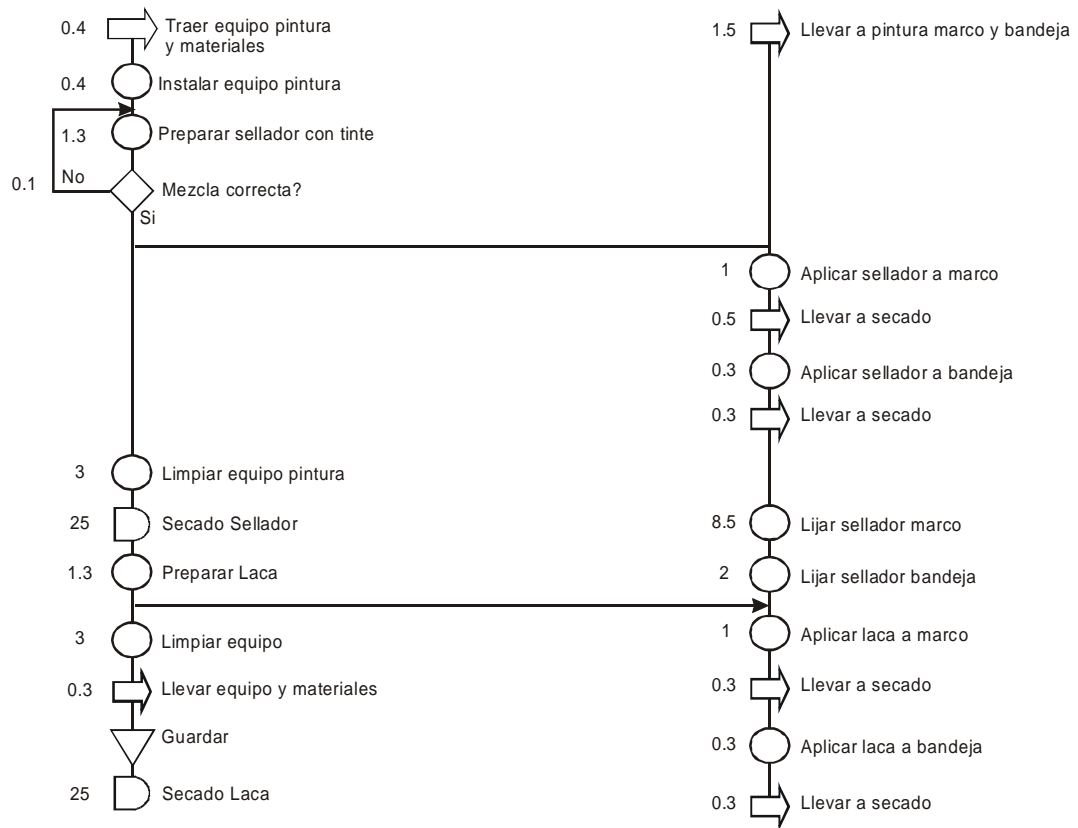 0.4 Traer equipo pintura
y materiales
0.4 Instalar equipo pintura
1.3 Preparar sellador con tinte
0.1 No Mezcla correcta?
Si
3 Limpiar equipo pintura
25 Secado Sellador
1.3 Preparar Laca
3 Limpiar equipo
0.3 Llevar equipo y materiales
Guardar
25 Secado Laca
1.5 Llevar a pintura marco y bandeja
1 Aplicar sellador a marco
0.5 Llevar a secado
0.3 Aplicar sellador a bandeja
0.3 Llevar a secado
8.5 Lijar sellador marco
2 Lijar sellador bandeja
1 Aplicar laca a marco
0.3 Llevar a secado
0.3 Aplicar laca a bandeja
0.3 Llevar a secado